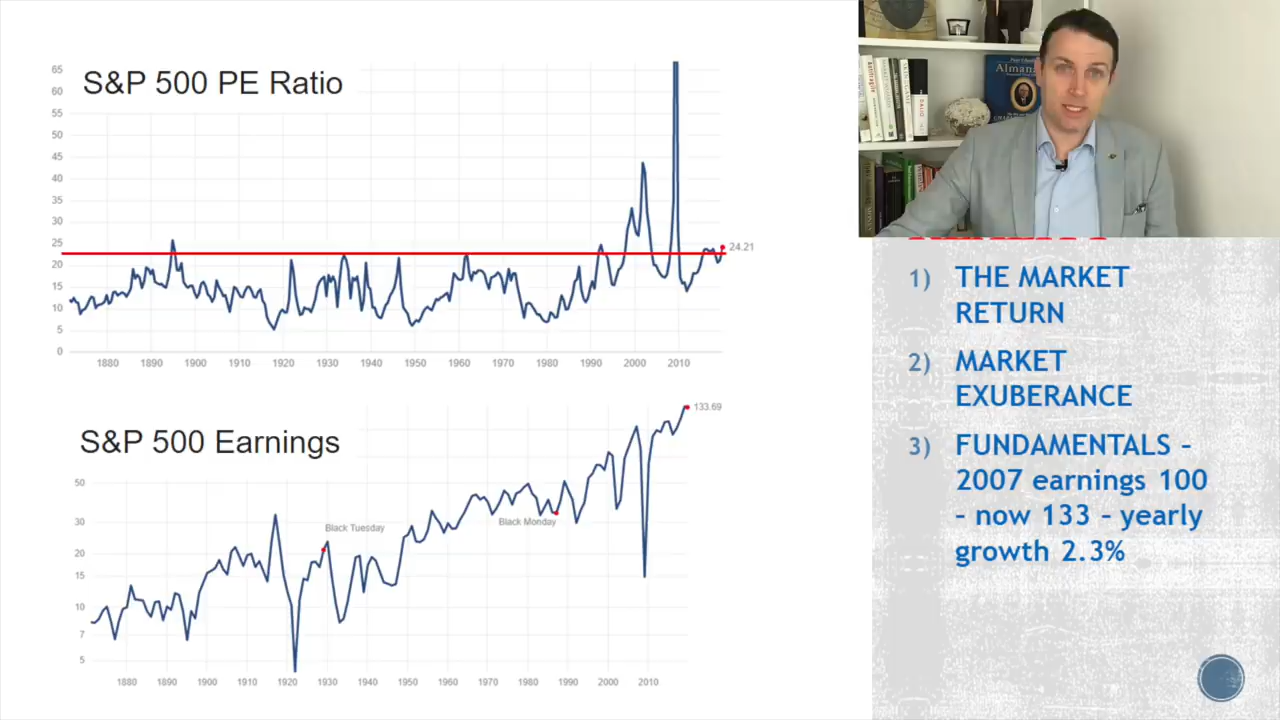 S&P 500 PE Ratio
65
60
55
50
45
40
35
30
25
20
15
10
5
0
24.21
1880 1890 1900 1910 1920 1930 1940 1950 1960 1970 1980 1990 2000 2010
S&P 500 Earnings
133.69
50
30
20
15
10
7
5
Black Tuesday
Black Monday
1880 1890 1900 1910 1920 1930 1940 1950 1960 1970 1980 1990 2000 2010
Alman
1) THE MARKET
RETURN
2) MARKET
EXUBERANCE
3) FUNDAMENTALS –
2007 earnings 100
– now 133 – yearly
growth 2.3%